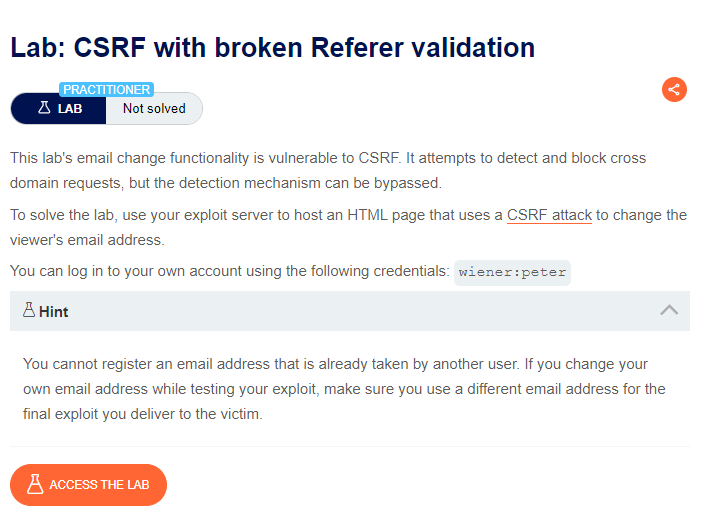 Lab: CSRF with broken Referer validation
PRACTITIONER
LAB Not solved
This lab's email change functionality is vulnerable to CSRF. It attempts to detect and block cross
domain requests, but the detection mechanism can be bypassed.
To solve the lab, use your exploit server to host an HTML page that uses a CSRF attack to change the
viewer's email address.
You can log in to your own account using the following credentials: wiener:peter
Hint
You cannot register an email address that is already taken by another user. If you change your
own email address while testing your exploit, make sure you use a different email address for the
final exploit you deliver to the victim.
ACCESS THE LAB